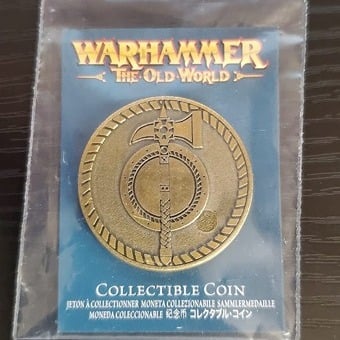 WARHAMMER
THE OLD WORLD
COLLECTIBLE COIN
JETON À COLLECTIONNER MONETA COLLEZIONABILE SAMMLERMEDAILLE
MONEDA COLECCIONABLE 紀念币 コレクタブル・コイン